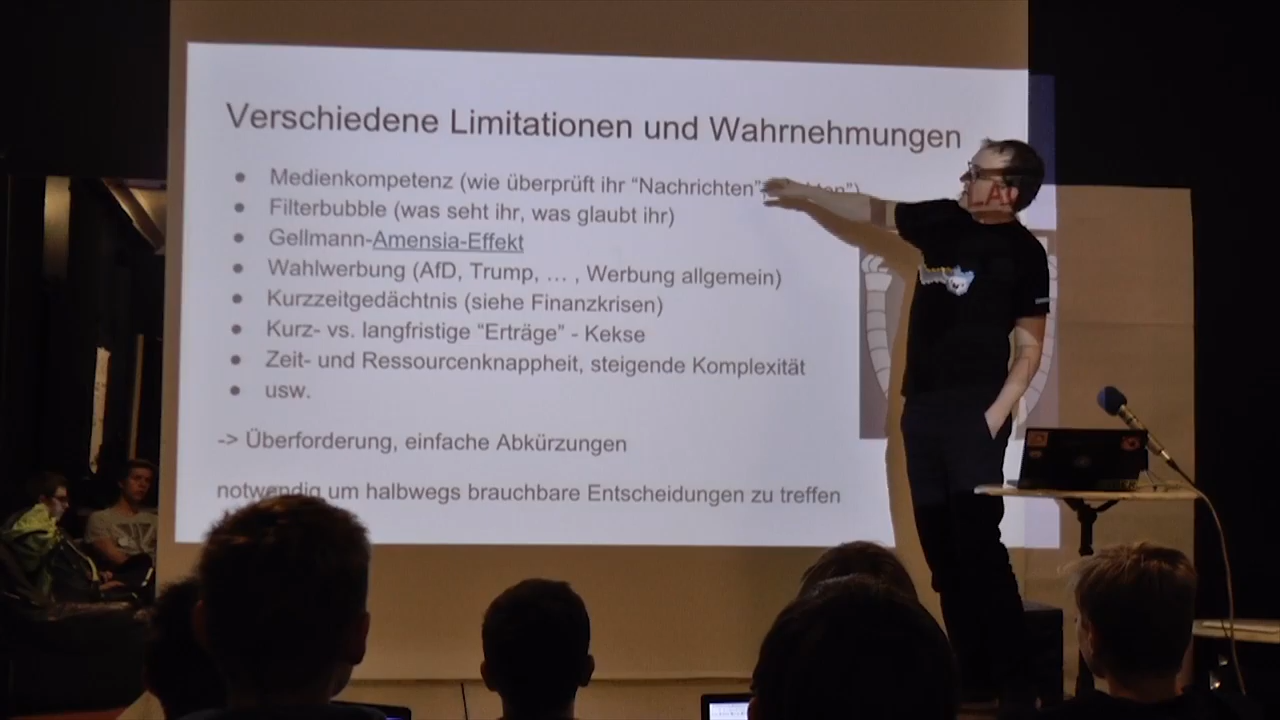 Verschiedene Limitationen und Wahrnehmungen
● Medienkompetenz (wie überprüft ihr “Nachrichten”
● Filterbubble (was seht ihr, was glaubt ihr)
● Gellmann-Amensia-Effekt
● Wahlwerbung (AfD, Trump, … , Werbung allgemein)
● Kurzzeitgedächtnis (siehe Finanzkrisen)
● Kurz- vs. langfristige “Erträge” - Kekse
● Zeit- und Ressourcenknappheit, steigende Komplexität
● usw.
-> Überforderung, einfache Abkürzungen
notwendig um halbwegs brauchbare Entscheidungen zu treffen